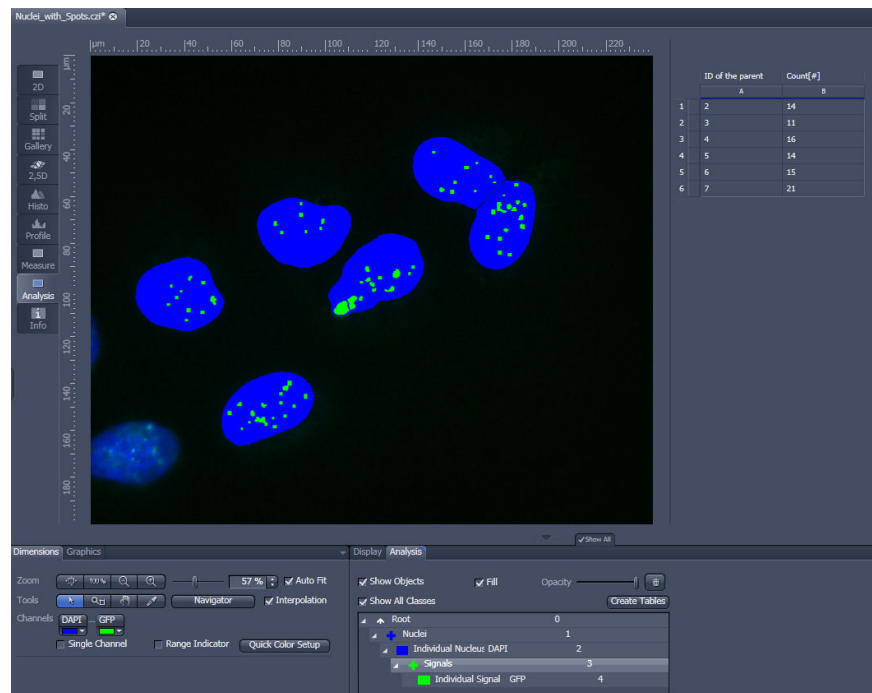 Nuclei_with_Spots.czi*
µm 20 40 60 80 100 120 140 160 180 200 220
µm
20
40
60
80
100
120
140
160
180
2D
Split
Gallery
2,5D
Histo
Profile
Measure
Analysis
i
Info
ID of the parent Count[#]
A B
1 2 14
2 3 11
3 4 16
4 5 14
5 6 15
6 7 21
Show All
Dimensions Graphics
Zoom 100% 57 % Auto Fit
Tools Navigator Interpolation
Channels DAPI ... GFP
Single Channel Range Indicator Quick Color Setup
Display Analysis
Show Objects Fill Opacity
Show All Classes Create Tables
Root 0
Nuclei 1
Individual Nucleus DAPI 2
Signals 3
Individual Signal GFP 4